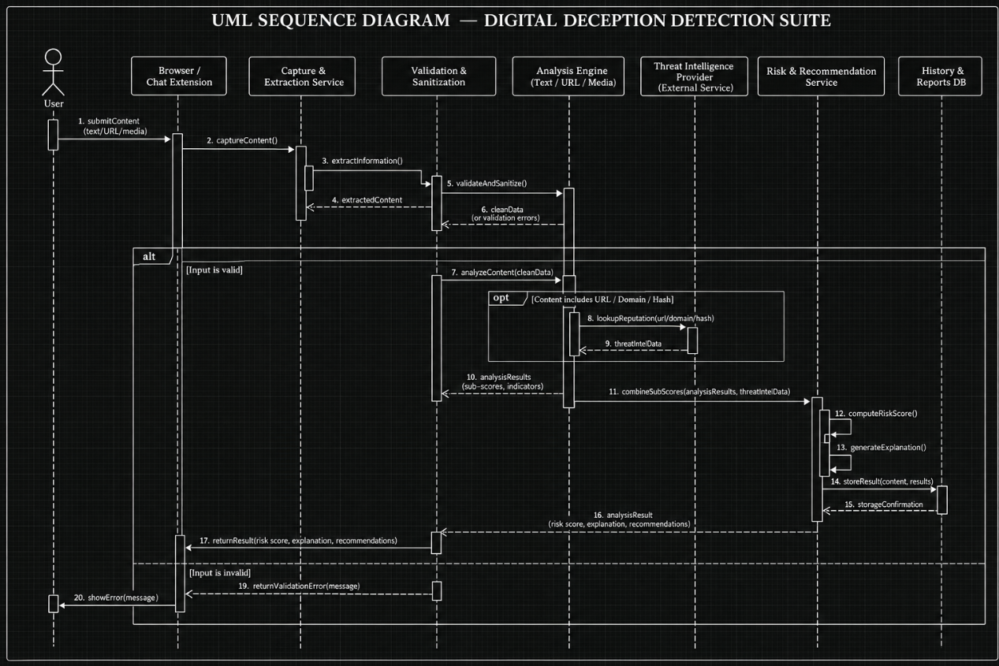 UML SEQUENCE DIAGRAM — DIGITAL DECEPTION DETECTION SUITE
User
Browser /
Chat Extension
Capture &
Extraction Service
Validation &
Sanitization
Analysis Engine
(Text / URL / Media)
Threat Intelligence
Provider
(External Service)
Risk & Recommendation
Service
History &
Reports DB
1. submitContent
(text/URL/media)
2. captureContent()
3. extractInformation()
4. extractedContent
5. validateAndSanitize()
6. cleanData
(or validation errors)
alt
[Input is valid]
7. analyzeContent(cleanData)
opt
[Content includes URL / Domain / Hash]
8. lookupReputation(url/domain/hash)
9. threatIntelData
10. analysisResults
(sub-scores, indicators)
11. combineSubScores(analysisResults, threatIntelData)
12. computeRiskScore()
13. generateExplanation()
14. storeResult(content, results)
15. storageConfirmation
16. analysisResult
(risk score, explanation, recommendations)
17. returnResult(risk score, explanation, recommendations)
[Input is invalid]
19. returnValidationError(message)
20. showError(message)